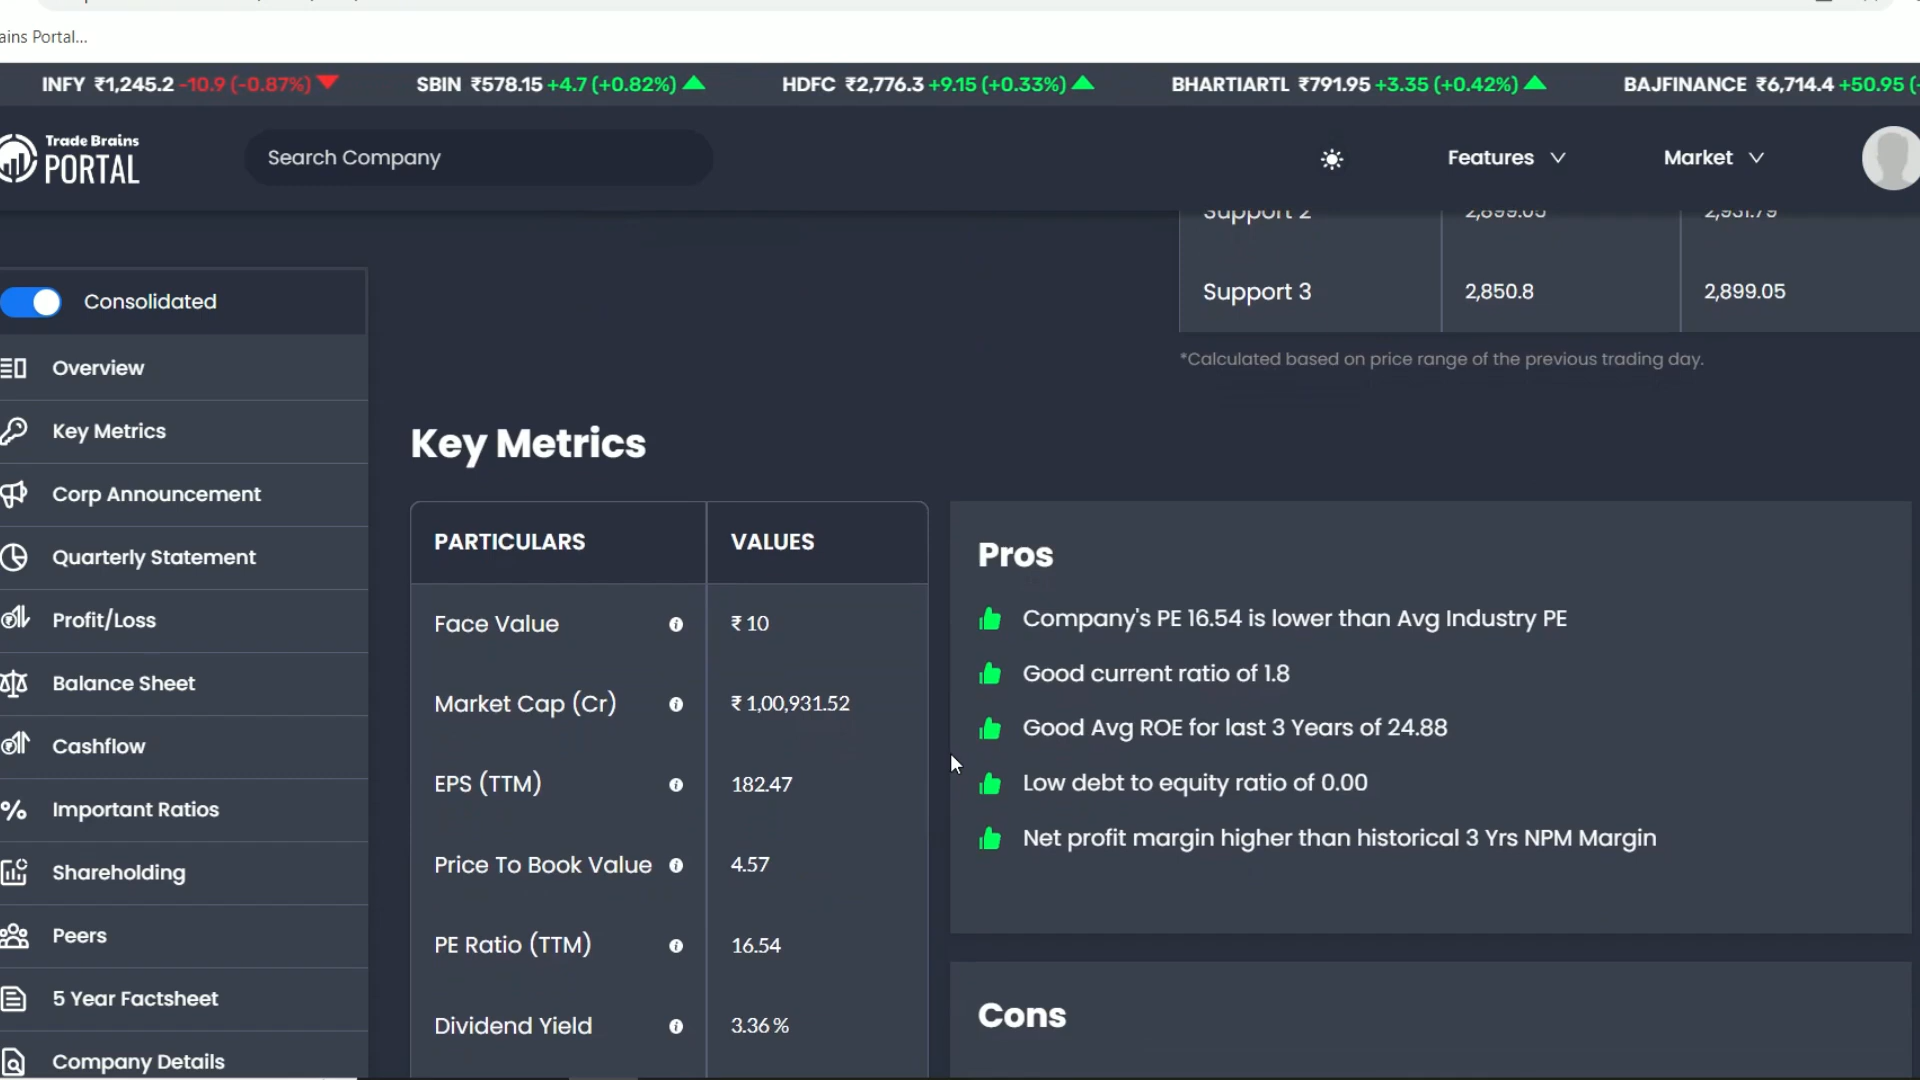 ains Portal...
INFY ₹1,245.2 -10.9 (-0.87%) SBIN ₹578.15 +4.7 (+0.82%) HDFC ₹2,776.3 +9.15 (+0.33%) BHARTIARTL ₹791.95 +3.35 (+0.42%) BAJFINANCE ₹6,714.4 +50.95 (
Trade Brains
PORTAL
Search Company
Features
Market
Support 2 2,899.05 2,931.79
Support 3 2,850.8 2,899.05
*Calculated based on price range of the previous trading day.
Consolidated
Overview
Key Metrics
Corp Announcement
Quarterly Statement
Profit/Loss
Balance Sheet
Cashflow
Important Ratios
Shareholding
Peers
5 Year Factsheet
Company Details
Key Metrics
PARTICULARS VALUES
Face Value ₹ 10
Market Cap (Cr) ₹ 1,00,931.52
EPS (TTM) 182.47
Price To Book Value 4.57
PE Ratio (TTM) 16.54
Dividend Yield 3.36 %
Pros
Company's PE 16.54 is lower than Avg Industry PE
Good current ratio of 1.8
Good Avg ROE for last 3 Years of 24.88
Low debt to equity ratio of 0.00
Net profit margin higher than historical 3 Yrs NPM Margin
Cons